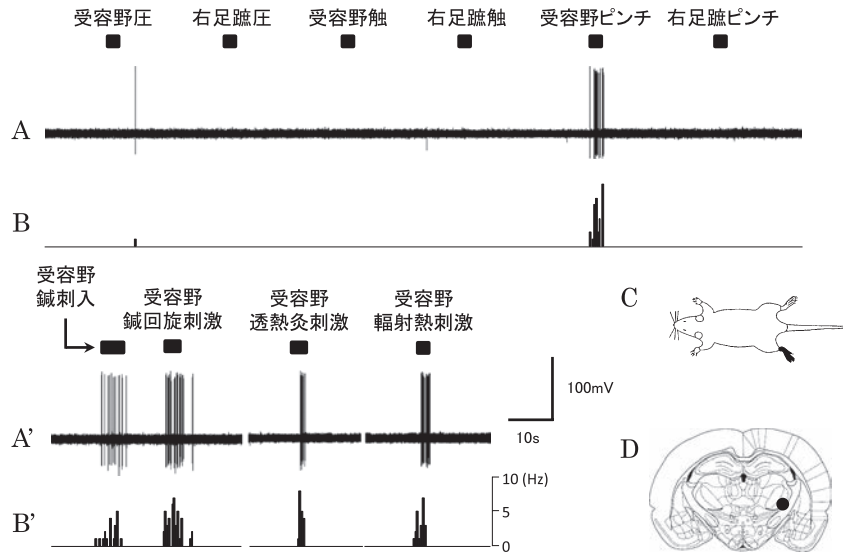 受容野圧 右足蹠圧 受容野触 右足蹠触 受容野ピンチ 右足蹠ピンチ
A
B
受容野
鍼刺入
受容野
鍼回旋刺激
受容野
透熱灸刺激
受容野
輻射熱刺激
C
100mV
10s
A'
D
B'
10 (Hz)
5
0